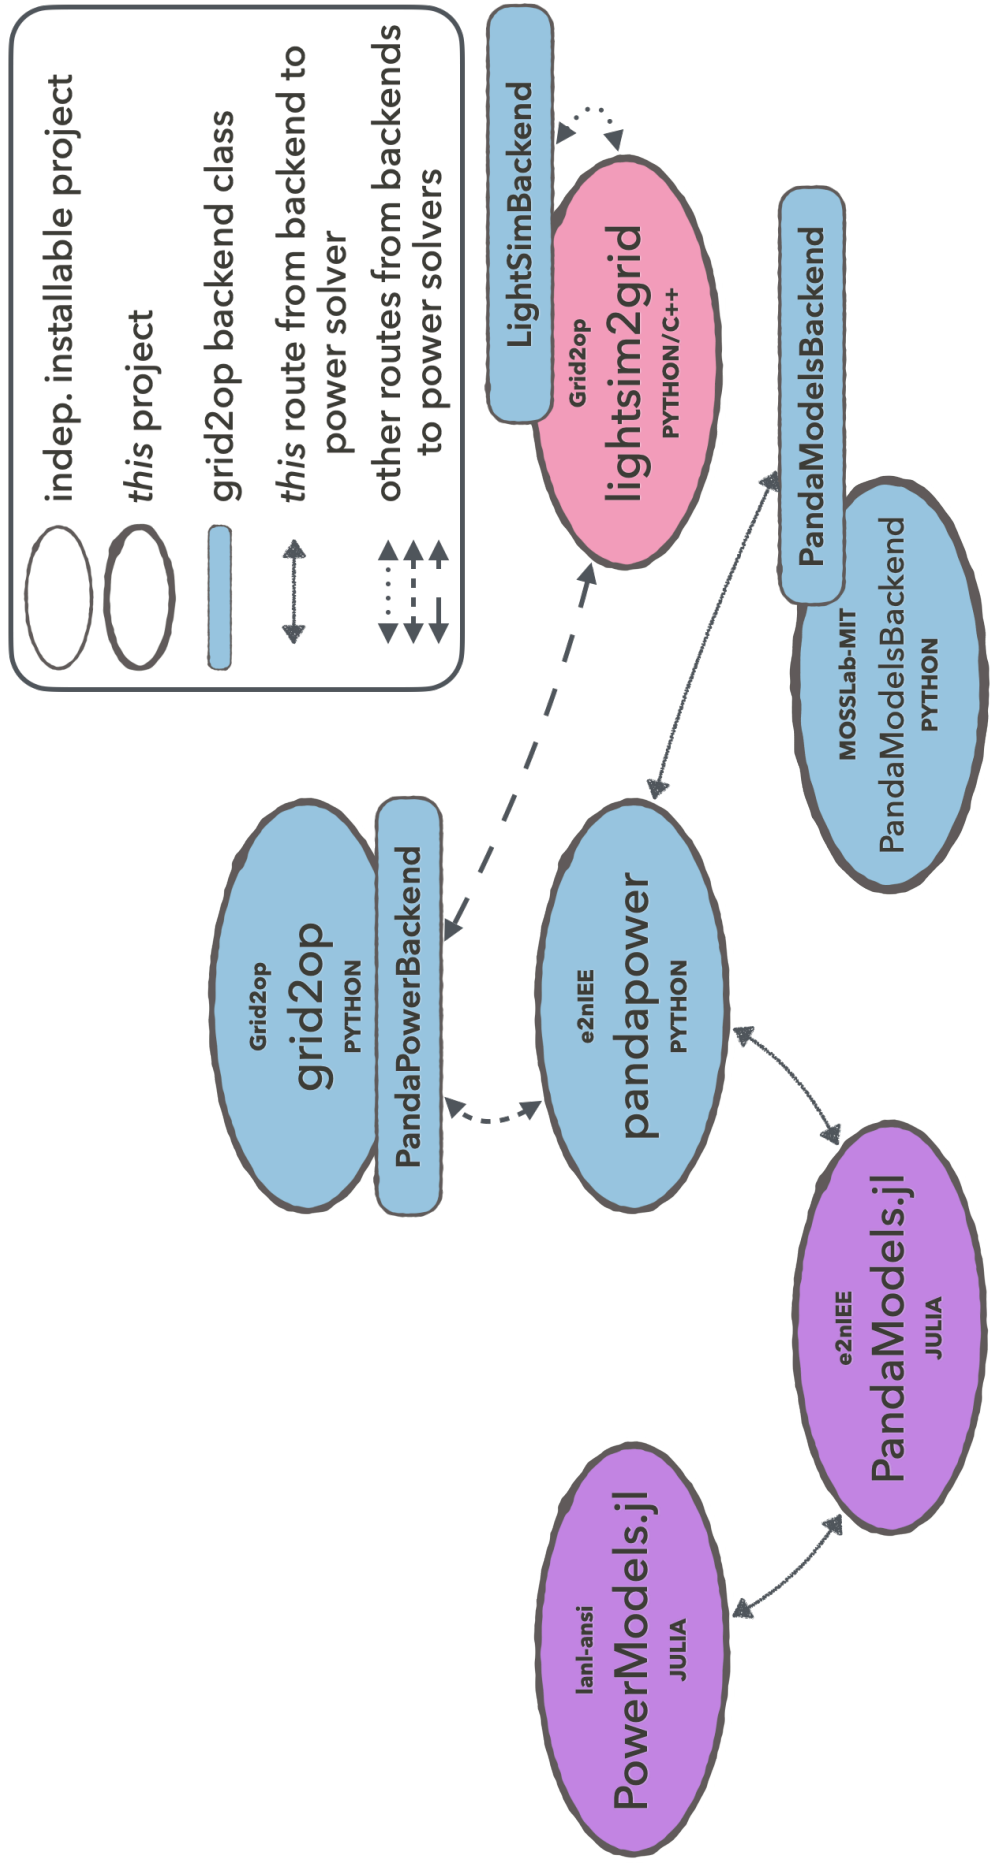 indep. installable project
this project
grid2op backend class
this route from backend to
power solver
other routes from backends
to power solvers
LightSimBackend
Grid2op
lightsim2grid
PYTHON/C++
PandaModelsBackend
MOSSLab-MIT
PandaModelsBackend
PYTHON
Grid2op
grid2op
PYTHON
PandaPowerBackend
e2nIEE
pandapower
PYTHON
e2nIEE
PandaModels.jl
JULIA
lanl-ansi
PowerModels.jl
JULIA